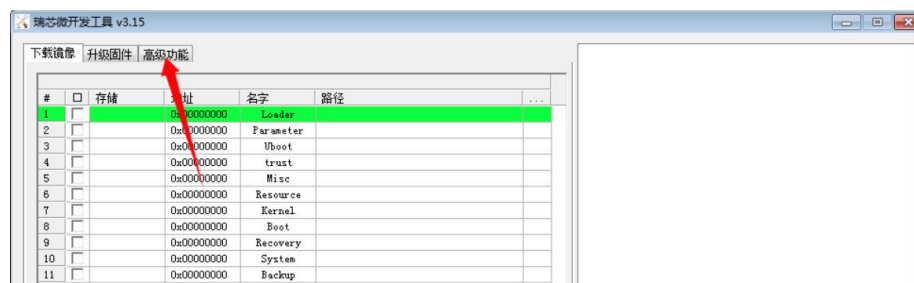 瑞芯微开发工具 v3.15
下载镜像 升级固件 高级功能
# 存储 地址 名字 路径 ...
1 0x00000000 Loader
2 0x00000000 Parameter
3 0x00000000 Uboot
4 0x00000000 trust
5 0x00000000 Misc
6 0x00000000 Resource
7 0x00000000 Kernel
8 0x00000000 Boot
9 0x00000000 Recovery
10 0x00000000 System
11 0x00000000 Backup